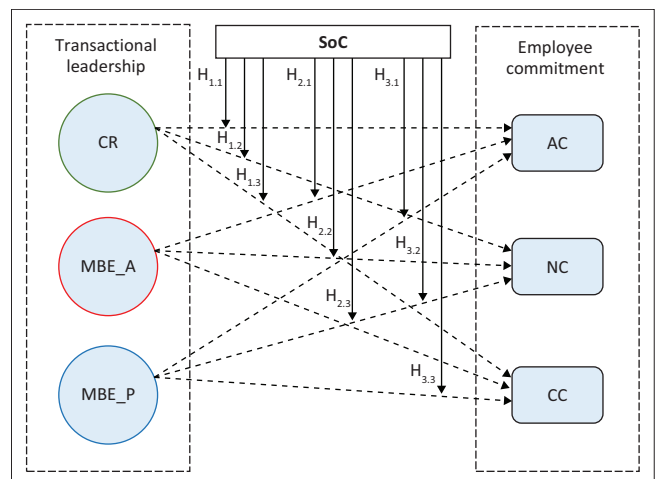 Transactional
leadership
SoC
Employee
commitment
H1.1
H2.1
H3.1
CR
H1.2
AC
H1.3
H2.2
H3.2
MBE_A
NC
H2.3
H3.3
MBE_P
CC